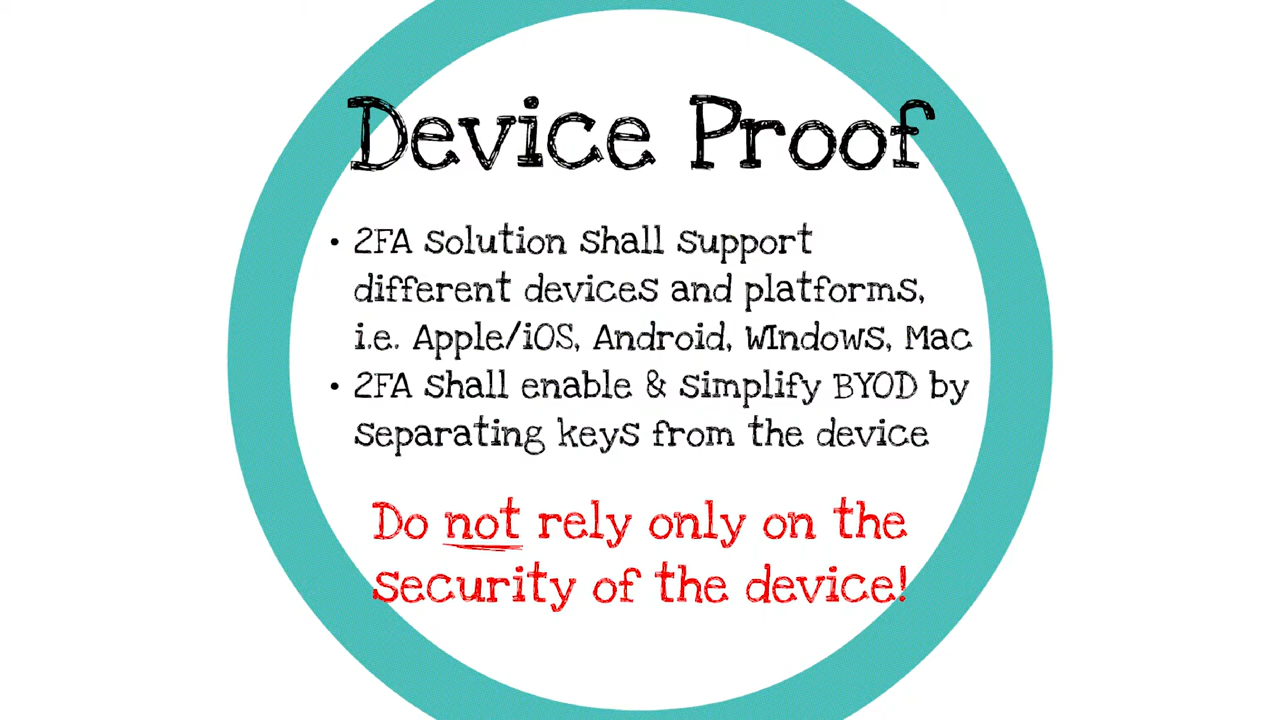 Device Proof
• 2FA solution shall support
different devices and platforms,
i.e. Apple/iOS, Android, WIndows, Mac
• 2FA shall enable & simplify BYOD by
separating keys from the device
Do not rely only on the
security of the device!